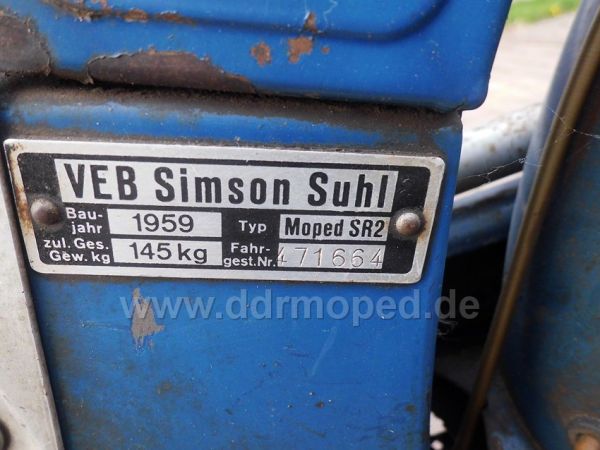 VEB Simson Suhl
Bau-
jahr 1959 Typ Moped SR2
zul. Ges.
Gew. kg 145 kg Fahr-
gest.Nr. 471664
www.ddrmoped.de